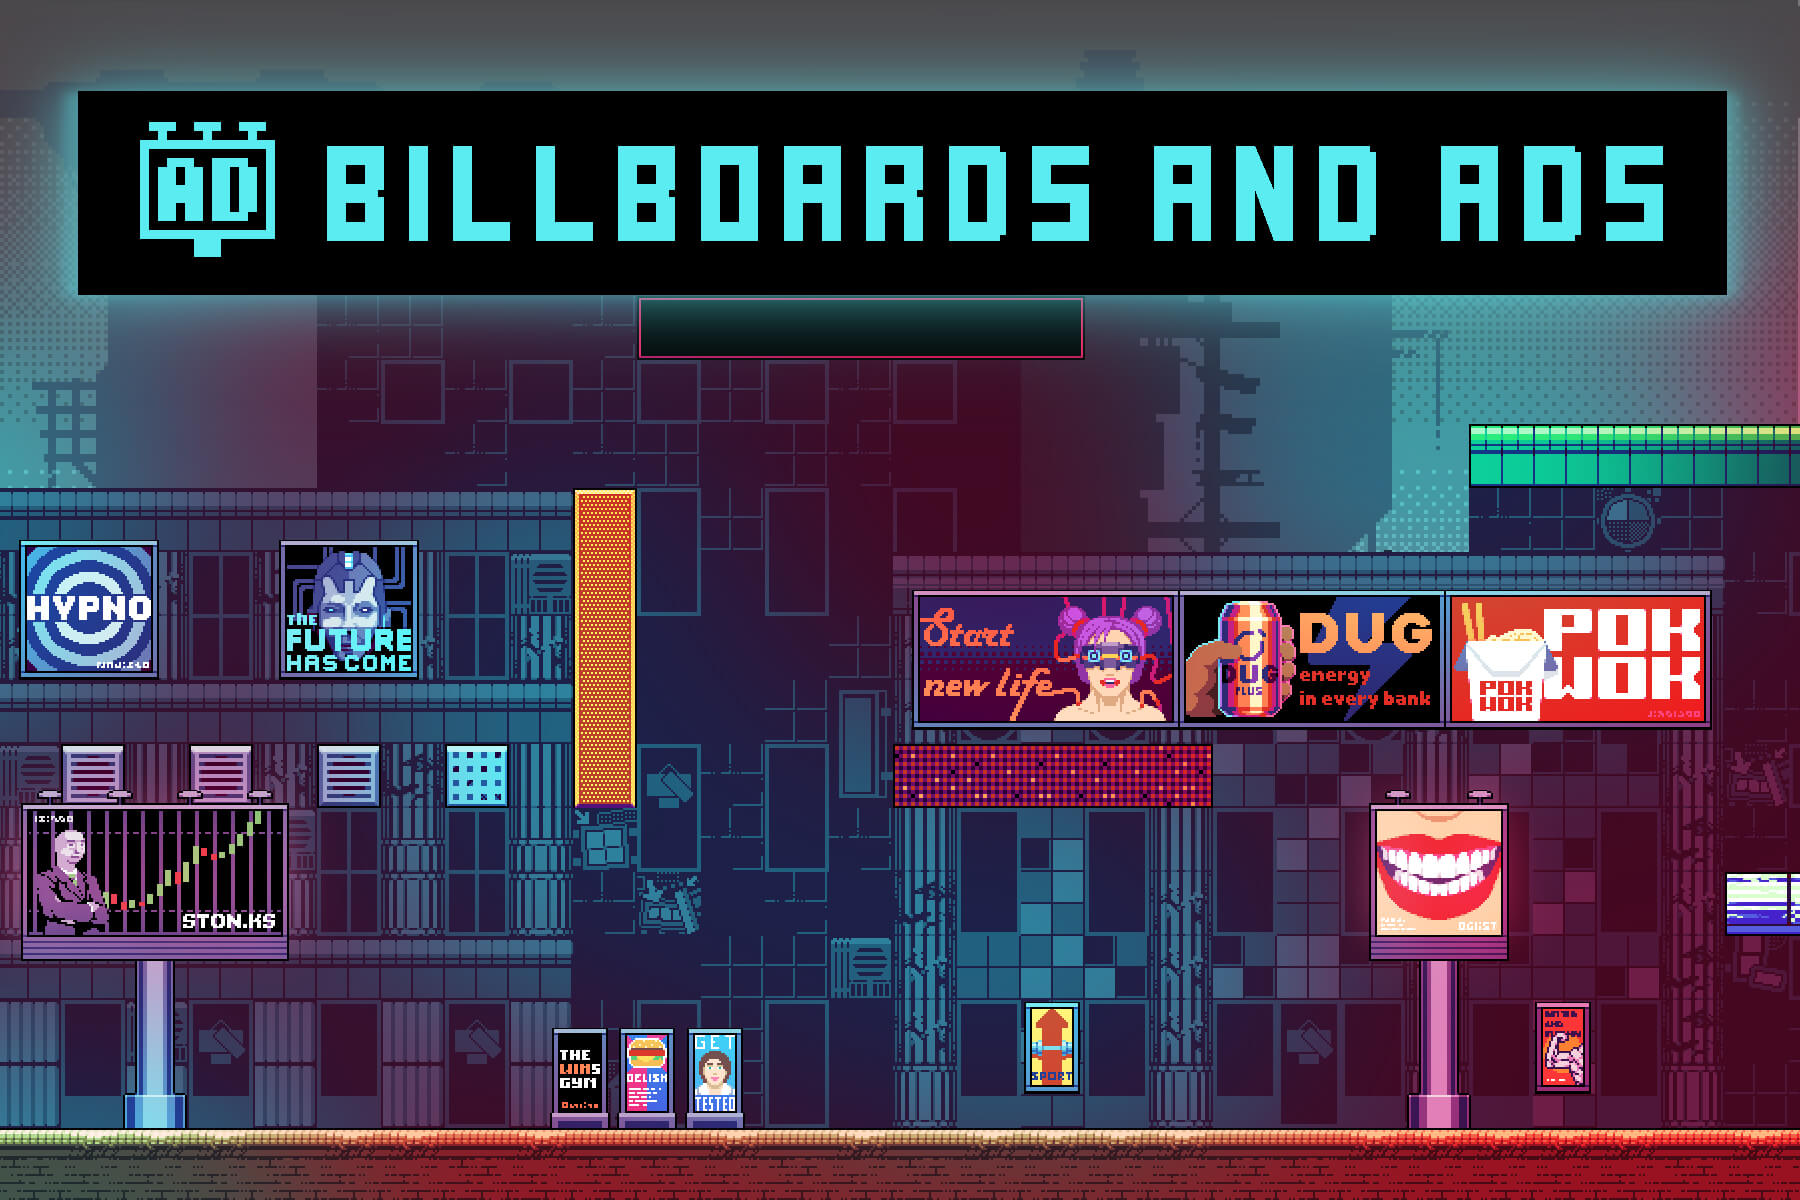 AD BILLBOARDS AND ADS
HYPNO
THE
FUTURE
HAS COME
Start
new life
DUG
PLUS
DUG
energy
in every bank
POK
WOK
POK
WOK
STON.KS
THE
WINS
GYN
DELISH
GET
TESTED
SPORT